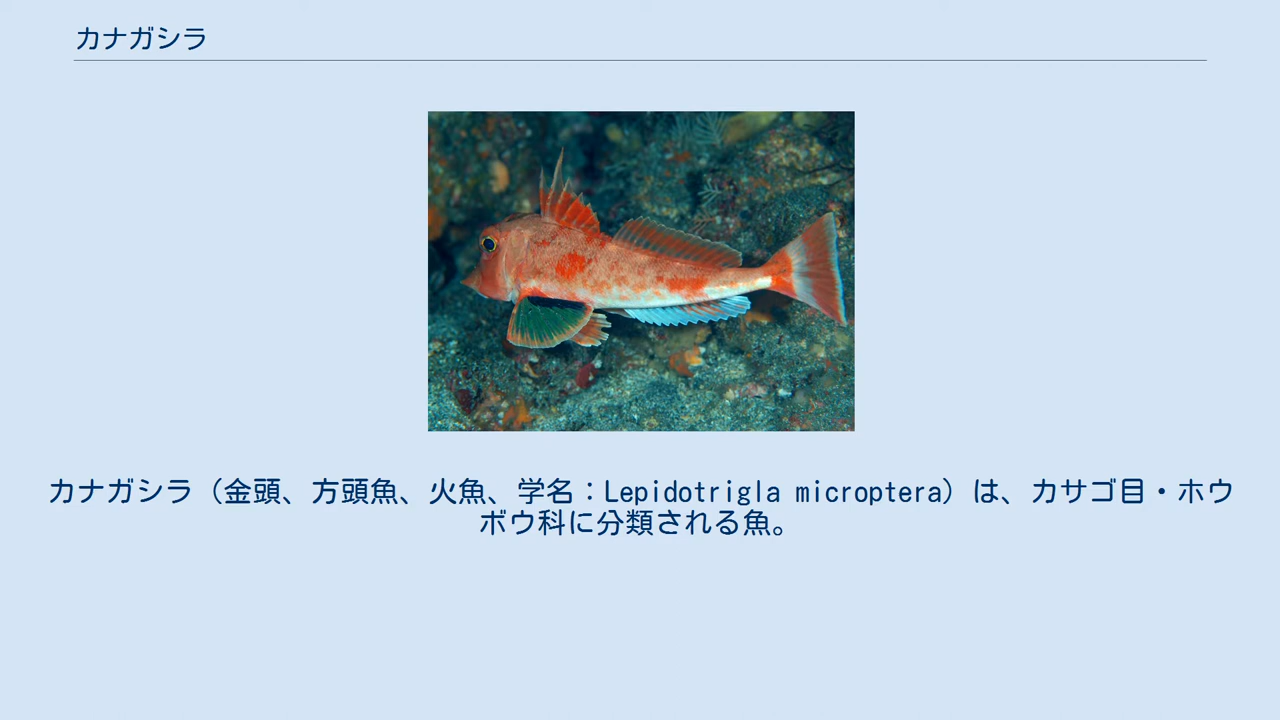 カナガシラ
カナガシラ（金頭、方頭魚、火魚、学名：Lepidotrigla microptera）は、カサゴ目・ホウ
ボウ科に分類される魚。